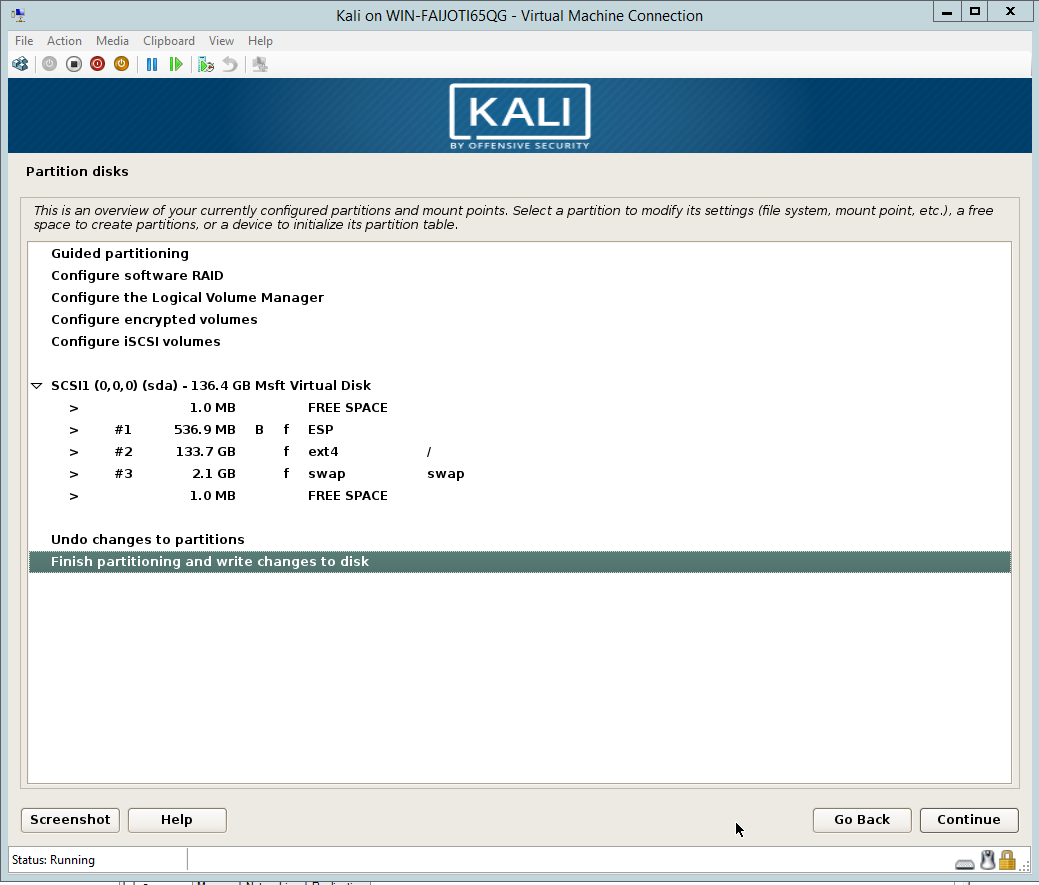 Kali on WIN-FAIJOTI65QG - Virtual Machine Connection
File Action Media Clipboard View Help
KALI
BY OFFENSIVE SECURITY
Partition disks
This is an overview of your currently configured partitions and mount points. Select a partition to modify its settings (file system, mount point, etc.), a free
space to create partitions, or a device to initialize its partition table.
Guided partitioning
Configure software RAID
Configure the Logical Volume Manager
Configure encrypted volumes
Configure iSCSI volumes
SCSI1 (0,0,0) (sda) - 136.4 GB Msft Virtual Disk
> 1.0 MB FREE SPACE
> #1 536.9 MB B f ESP
> #2 133.7 GB f ext4 /
> #3 2.1 GB f swap swap
> 1.0 MB FREE SPACE
Undo changes to partitions
Finish partitioning and write changes to disk
Screenshot Help Go Back Continue
Status: Running